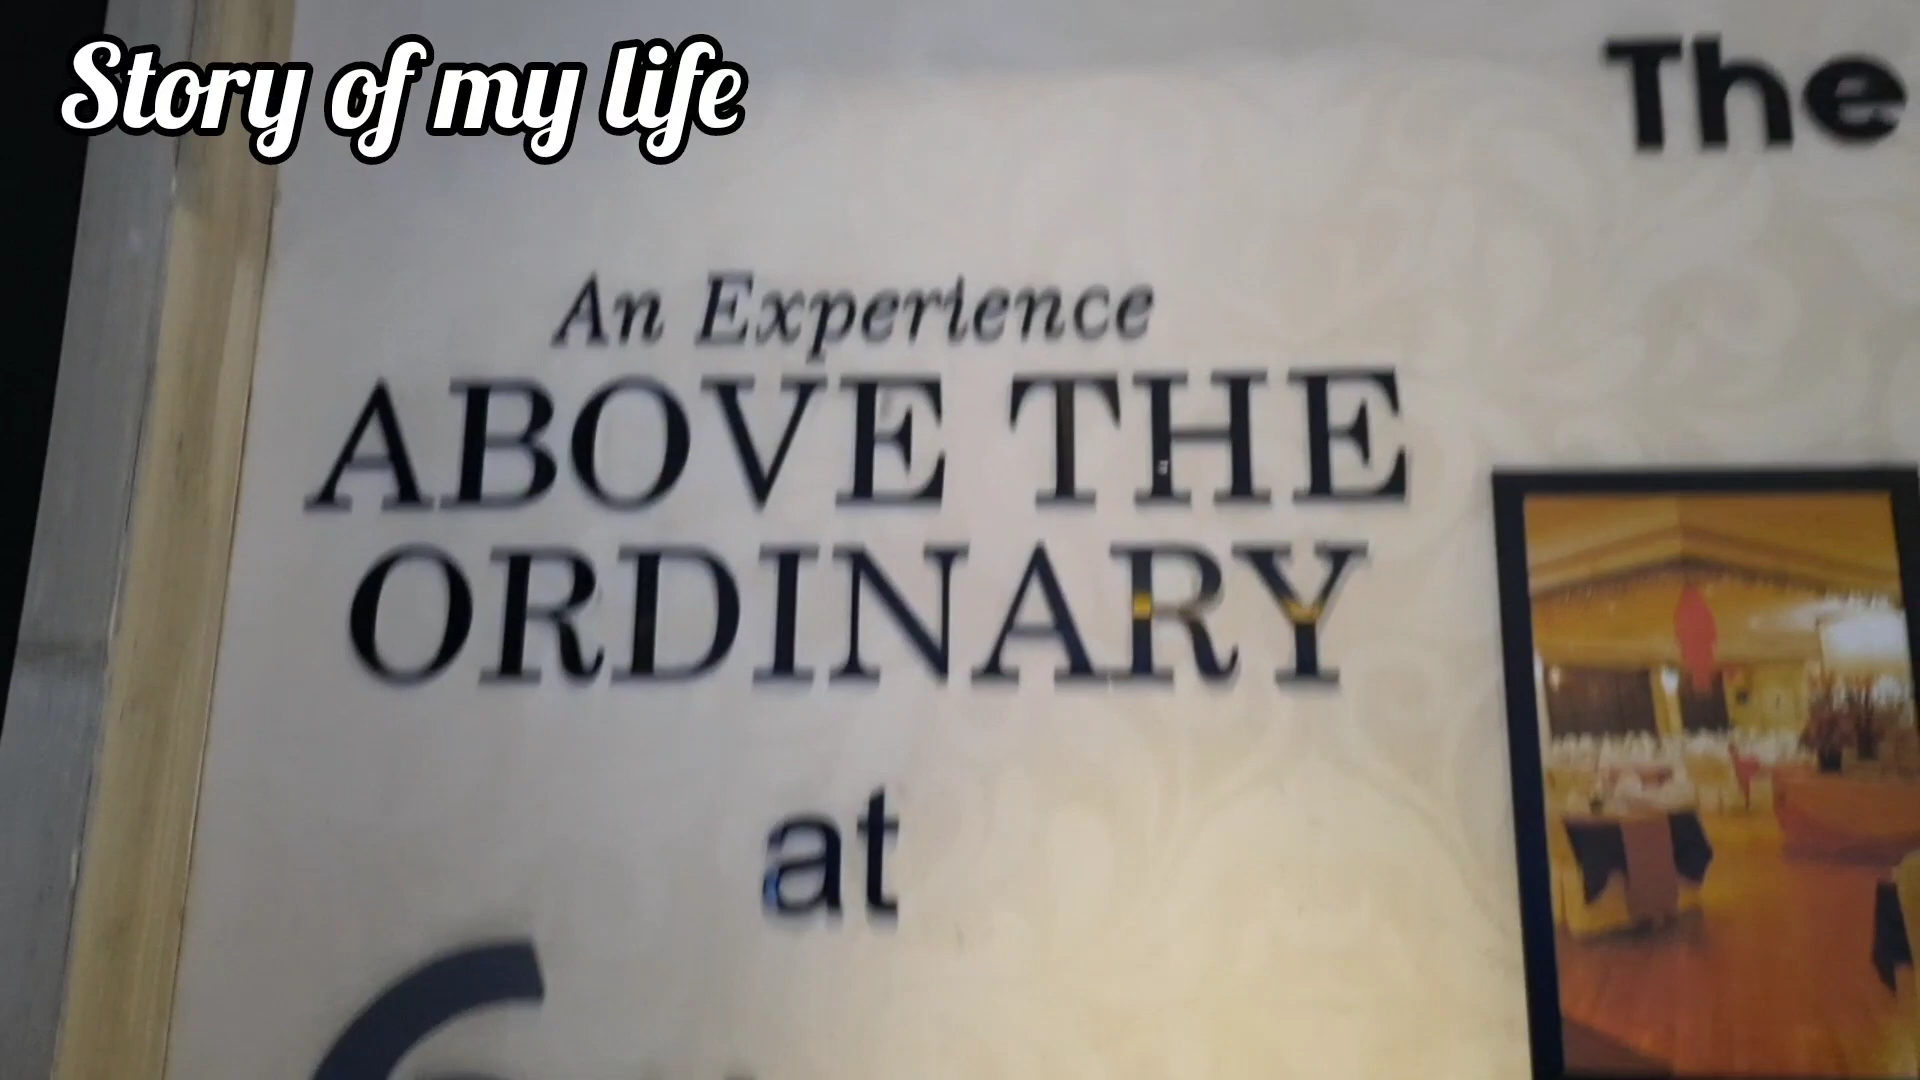 Story of my life
The
An Experience
ABOVE THE
ORDINARY
at